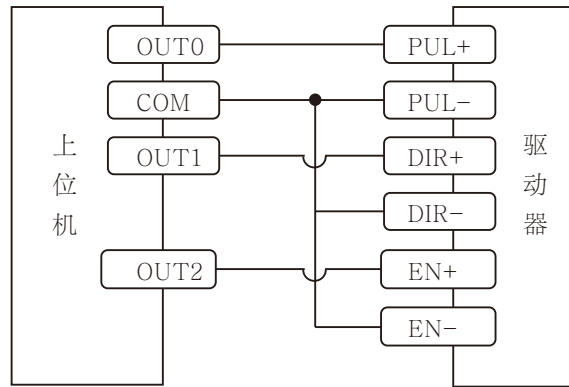 OUT0
PUL+
COM
PUL-
上位机
OUT1
DIR+
驱动器
DIR-
OUT2
EN+
EN-